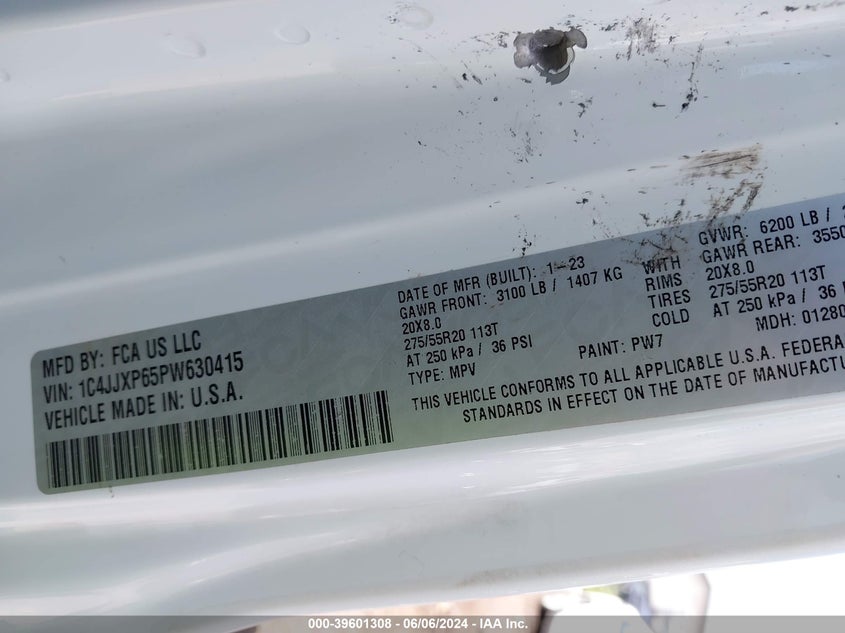 MFD BY: FCA US LLC
VIN: 1C4JJXP65PW630415
VEHICLE MADE IN: U.S.A.
DATE OF MFR (BUILT): 1-23
GVWR: 6200 LB /
GAWR FRONT: 3100 LB / 1407 KG WITH GAWR REAR: 3550
20X8.0 RIMS 20X8.0
275/55R20 113T TIRES 275/55R20 113T
AT 250 kPa / 36 PSI COLD AT 250 kPa / 36
TYPE: MPV PAINT: PW7 MDH: 01280
THIS VEHICLE CONFORMS TO ALL APPLICABLE U.S.A. FEDERA
STANDARDS IN EFFECT ON THE DATE OF MANUFACTU
000-39601308 - 06/06/2024 - IAA Inc.